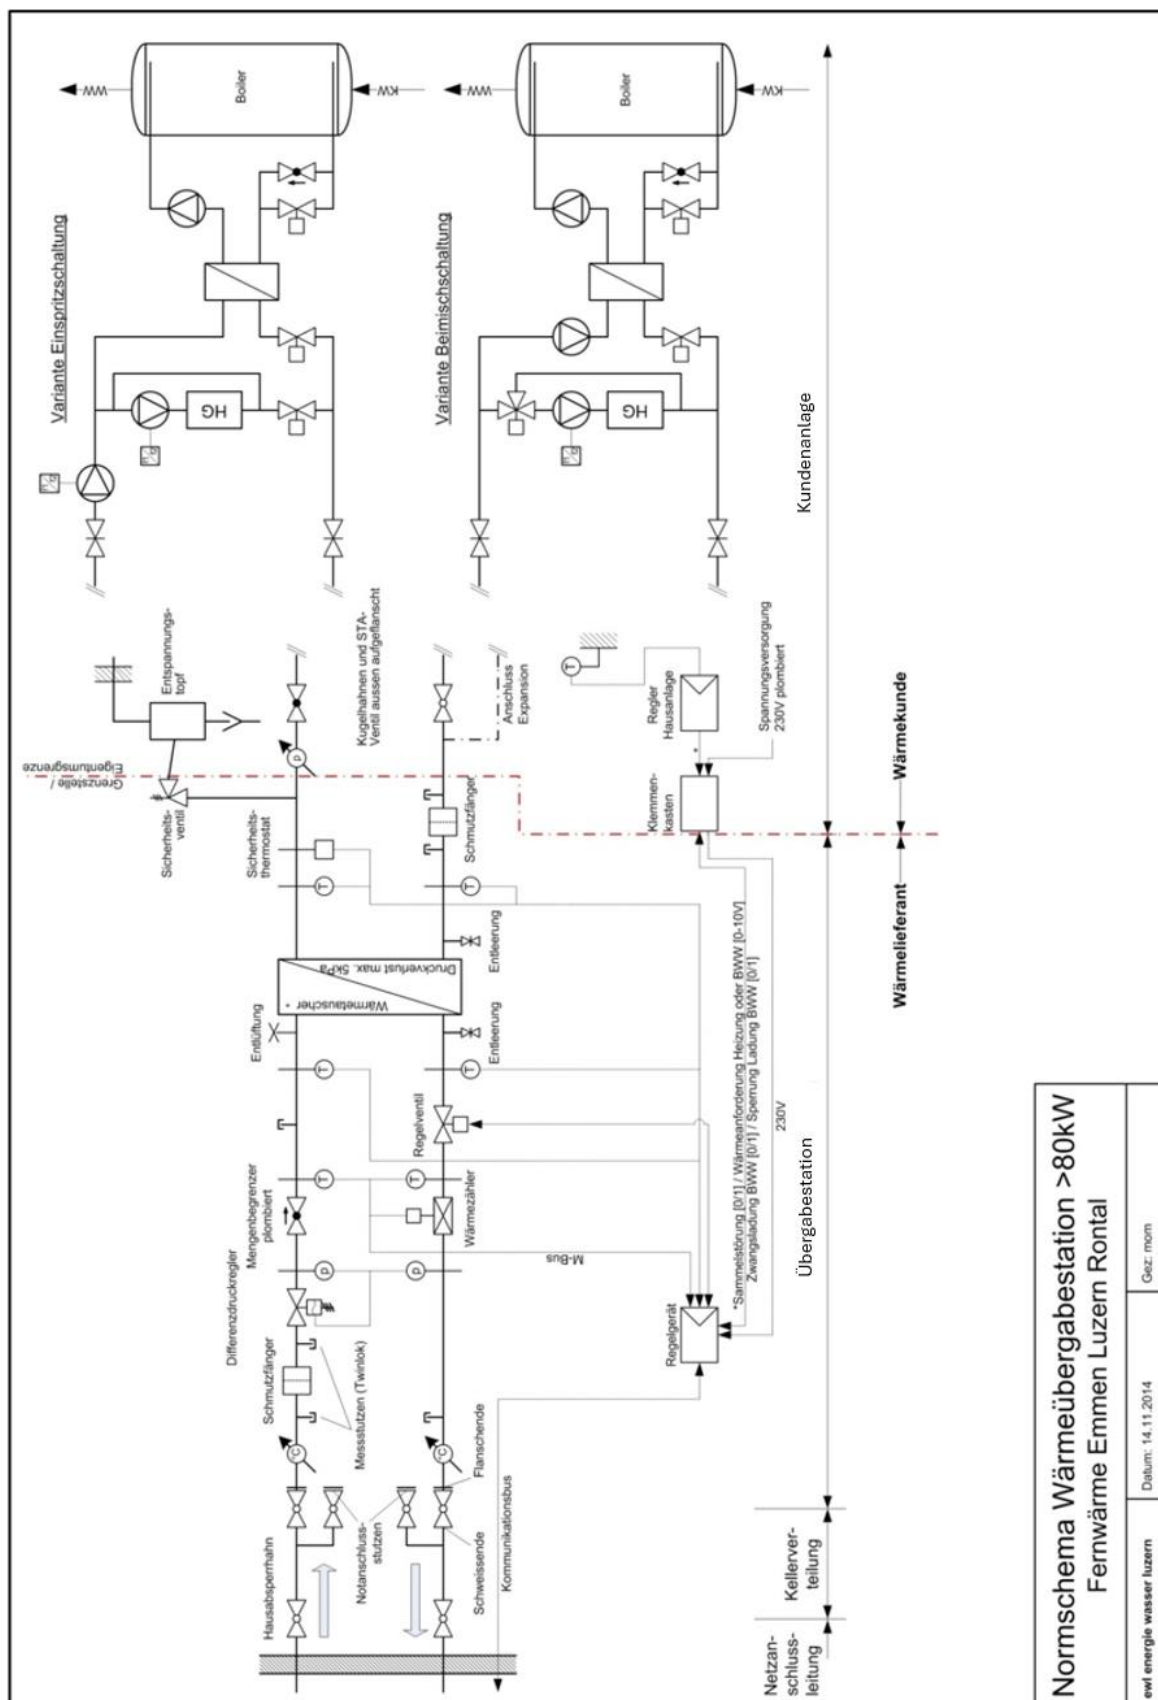 WW
KW
Boiler
WW
KW
Boiler
Variante Einspritzschaltung
HG
Variante Beimischschaltung
HG
Kundenanlage
Entspannungs-
topf
Kugelhahnen und STA-
Ventil aussen aufgeflanscht
Anschluss
Expansion
Regler
Hausanlage
Spannungsversorgung
230V plombiert
T
P
*
Grenzstelle /
Eigentumsgrenze
Sicherheits-
ventil
Sicherheits-
thermostat
Schmutzfänger
Klemmen-
kasten
Wärmekunde
Wärmelieferant
T
T
Entleerung
Wärmetauscher *
Druckverlust max. 5kPa
Entlüftung
Entleerung
T
T
Regelventil
*Sammelstörung [0/1] / Wärmeanforderung Heizung oder BWW [0-10V]
Zwangsladung BWW [0/1] / Sperrung Ladung BWW [0/1]
230V
Übergabestation
Mengenbegrenzer
plombiert
T
T
Wärmezähler
M-Bus
Differenzdruckregler
P
P
Regelgerät
Schmutzfänger
Messstutzen (Twinlok)
°C
°C
Flanschende
Notanschluss-
stutzen
Hausabsperrhahn
Schweissende
Kommunikationsbus
Kellerver-
teilung
Netzan-
schluss-
leitung
Normschema Wärmeübergabestation >80kW
Fernwärme Emmen Luzern Rontal
ewl energie wasser luzern
Datum: 14.11.2014
Gez: mom